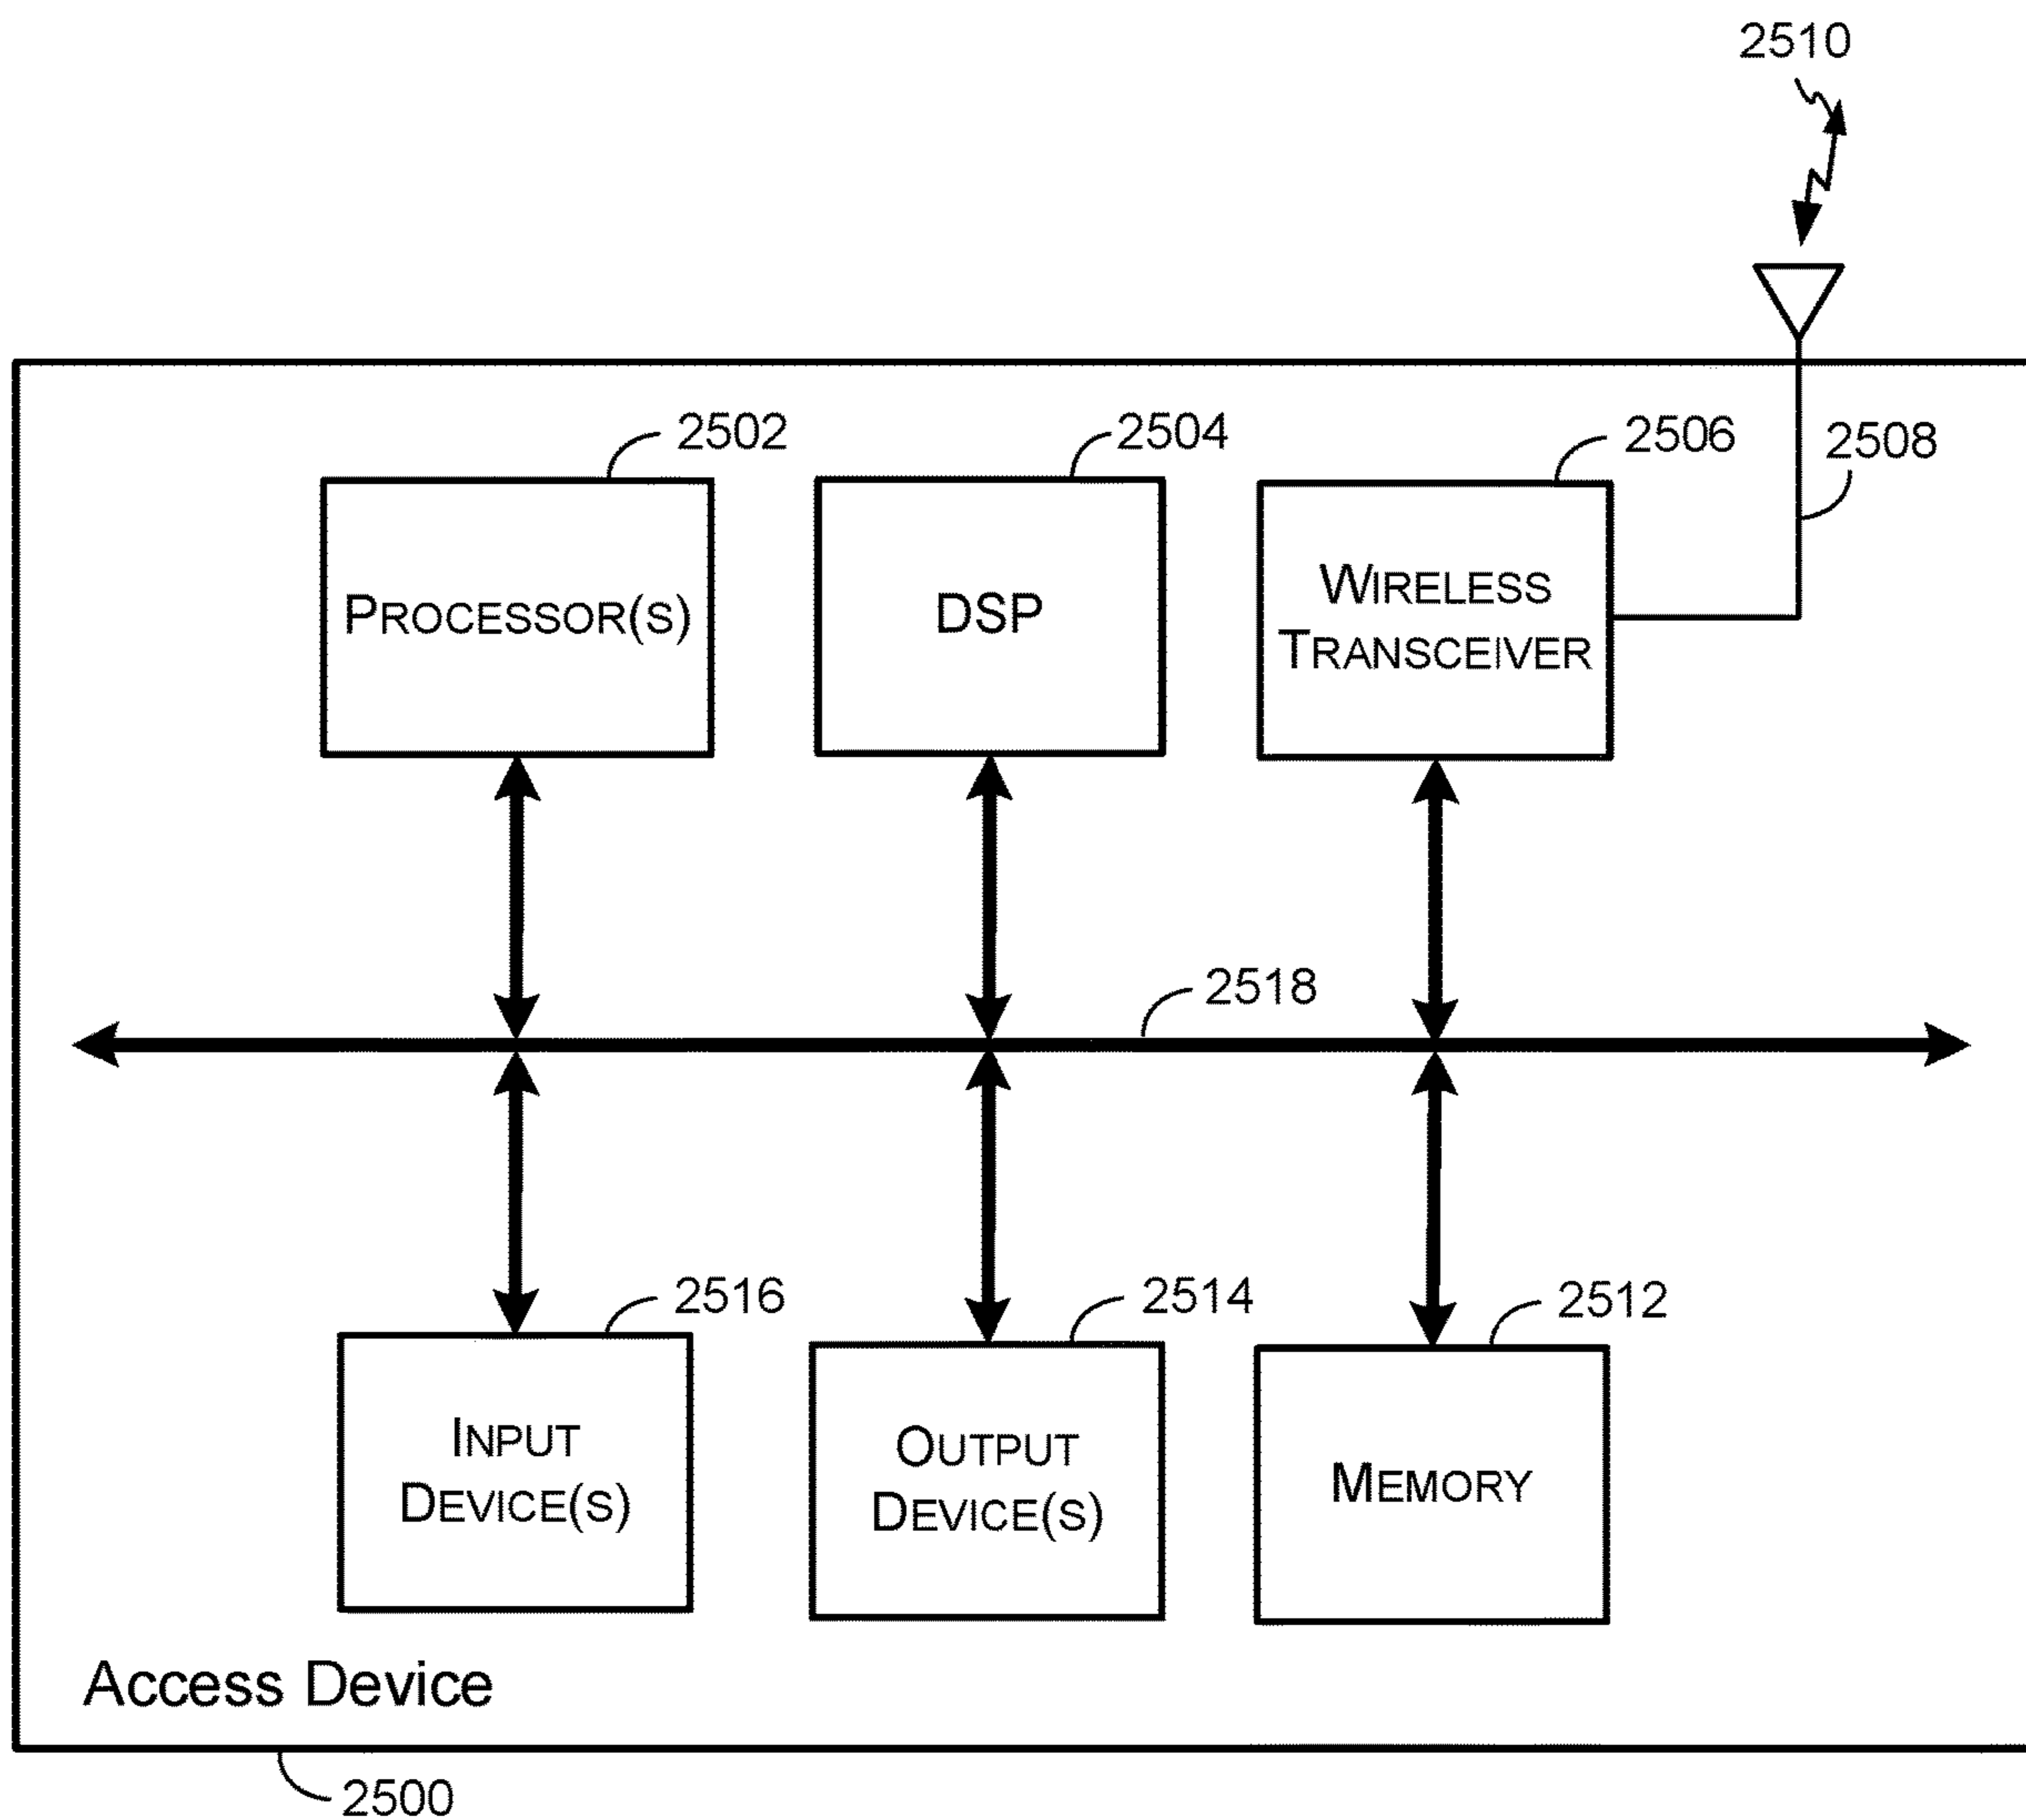 2510
2502
2504
2506
2508
PROCESSOR(S)
DSP
WIRELESS
TRANSCEIVER
2518
2516
2514
2512
INPUT
DEVICE(S)
OUTPUT
DEVICE(S)
MEMORY
Access Device
2500